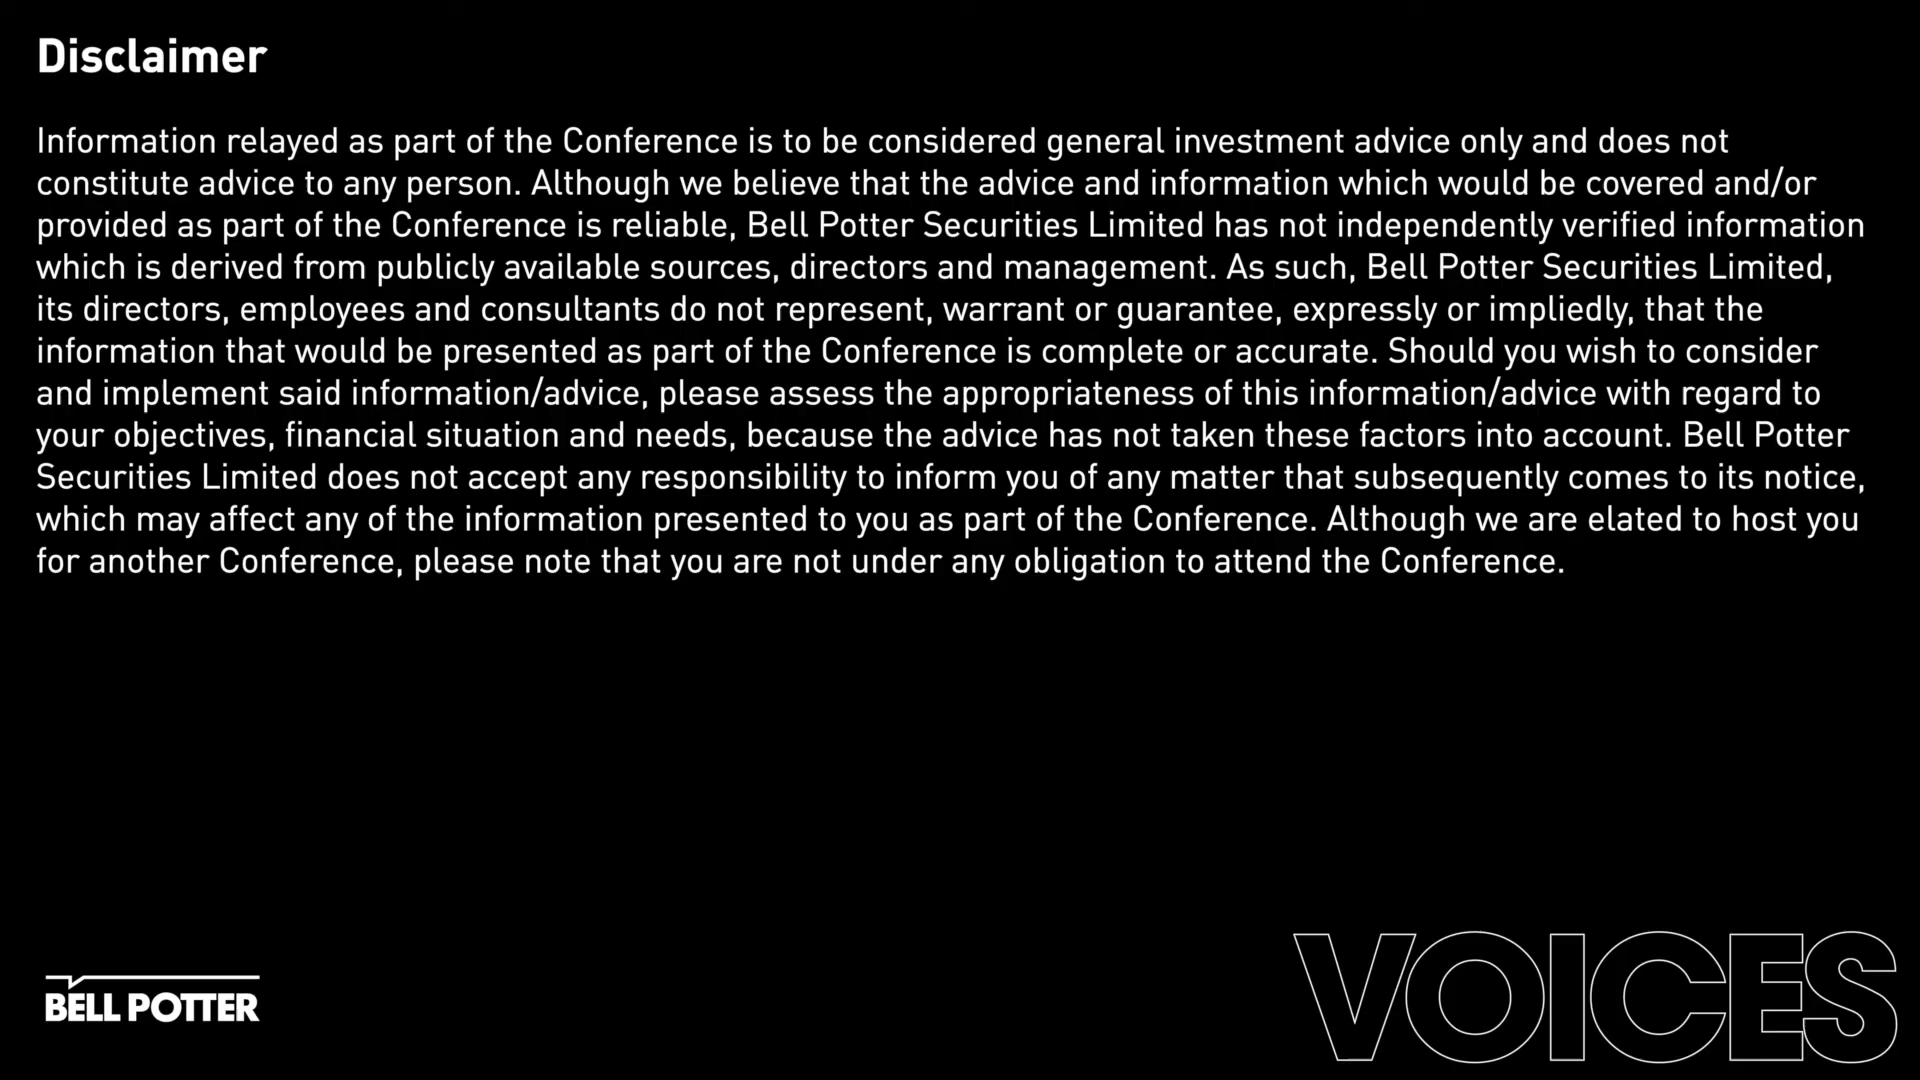 Disclaimer
Information relayed as part of the Conference is to be considered general investment advice only and does not
constitute advice to any person. Although we believe that the advice and information which would be covered and/or
provided as part of the Conference is reliable, Bell Potter Securities Limited has not independently verified information
which is derived from publicly available sources, directors and management. As such, Bell Potter Securities Limited,
its directors, employees and consultants do not represent, warrant or guarantee, expressly or impliedly, that the
information that would be presented as part of the Conference is complete or accurate. Should you wish to consider
and implement said information/advice, please assess the appropriateness of this information/advice with regard to
your objectives, financial situation and needs, because the advice has not taken these factors into account. Bell Potter
Securities Limited does not accept any responsibility to inform you of any matter that subsequently comes to its notice,
which may affect any of the information presented to you as part of the Conference. Although we are elated to host you
for another Conference, please note that you are not under any obligation to attend the Conference.
BELL POTTER
VOICES